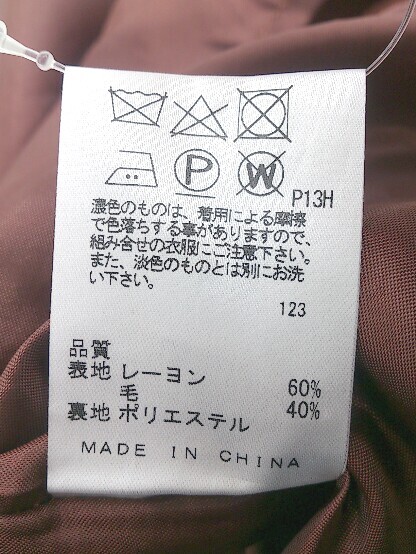 P
W
P13H
濃色のものは、着用による摩擦
で色落ちする事がありますので、
組み合せの衣服にご注意下さい。
また、淡色のものとは別にお洗
い下さい。
123
品質
表地 レーヨン 60%
毛 40%
裏地 ポリエステル
MADE IN CHINA